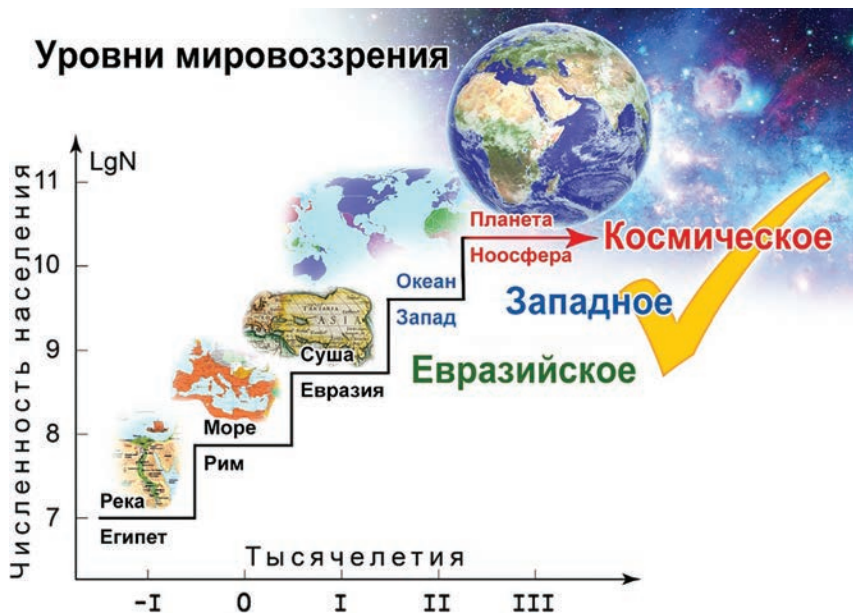 Уровни мировоззрения
Численность населения
LgN
11
10
9
8
7
Планета
Ноосфера
Космическое
Океан
Запад
Западное
Суша
Евразия
Евразийское
ASIA
Море
Рим
Река
Египет
Тысячелетия
-I 0 I II III